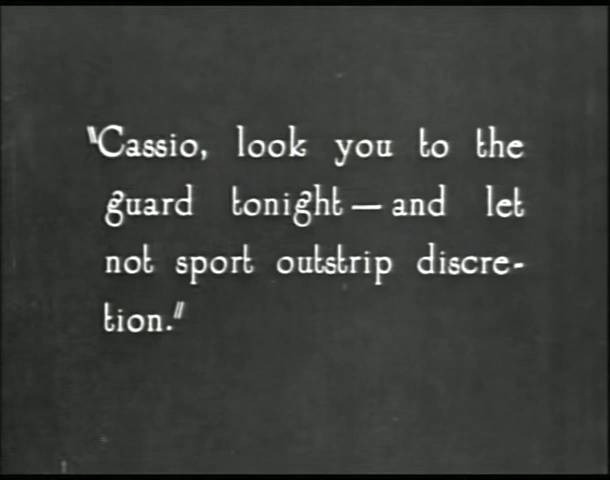 "Cassio, look you to the
guard tonight — and let
not sport outstrip discre-
tion."